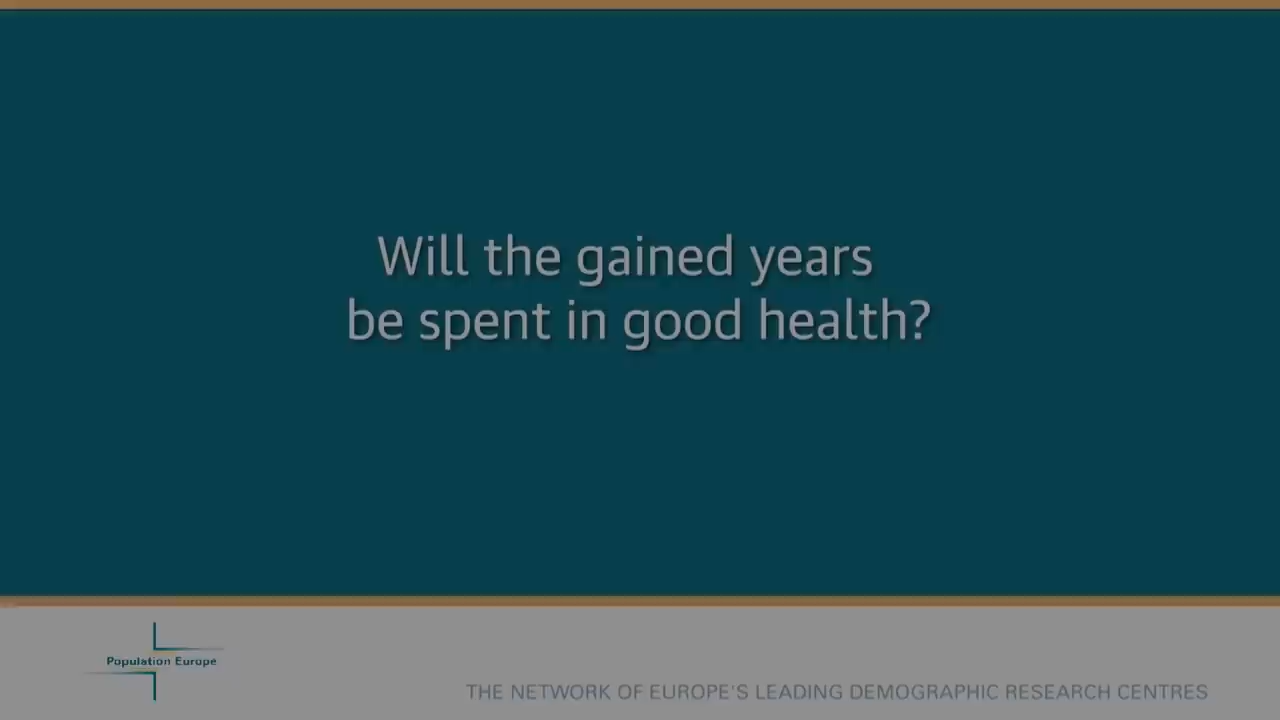 Will the gained years
be spent in good health?
Population Europe
THE NETWORK OF EUROPE'S LEADING DEMOGRAPHIC RESEARCH CENTRES